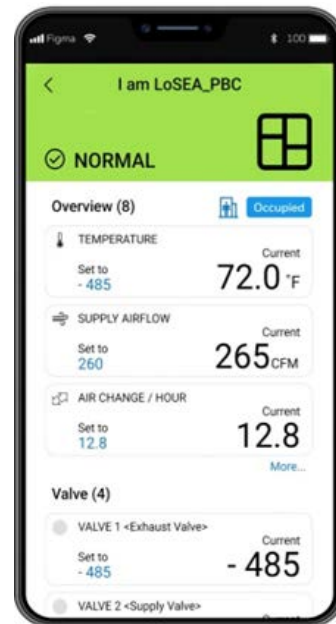 Figma 100
I am LoSEA_PBC
NORMAL
Overview (8) Occupied
TEMPERATURE
Current
Set to
- 485
72.0 °F
SUPPLY AIRFLOW
Current
Set to
260
265 CFM
AIR CHANGE / HOUR
Current
Set to
12.8
12.8
More...
Valve (4)
VALVE 1 <Exhaust Valve>
Current
Set to
- 485
- 485
VALVE 2 <Supply Valve>